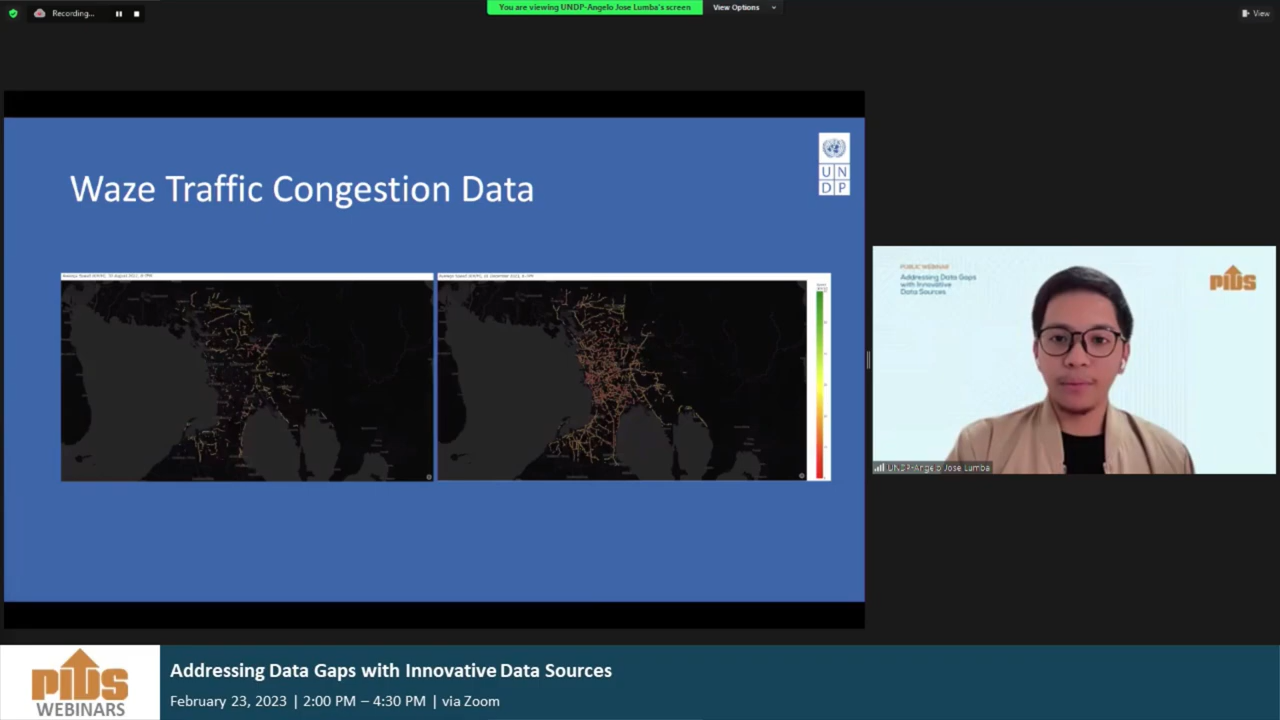 Recording...
You are viewing UNDP-Angelo Jose Lumba's screen
View Options
View
Waze Traffic Congestion Data
U N
D P
PUBLIC WEBINAR
Addressing Data Gaps
with Innovative
Data Sources
PIDS
UNDP-Angelo Jose Lumba
PIDS
WEBINARS
Addressing Data Gaps with Innovative Data Sources
February 23, 2023 | 2:00 PM – 4:30 PM | via Zoom